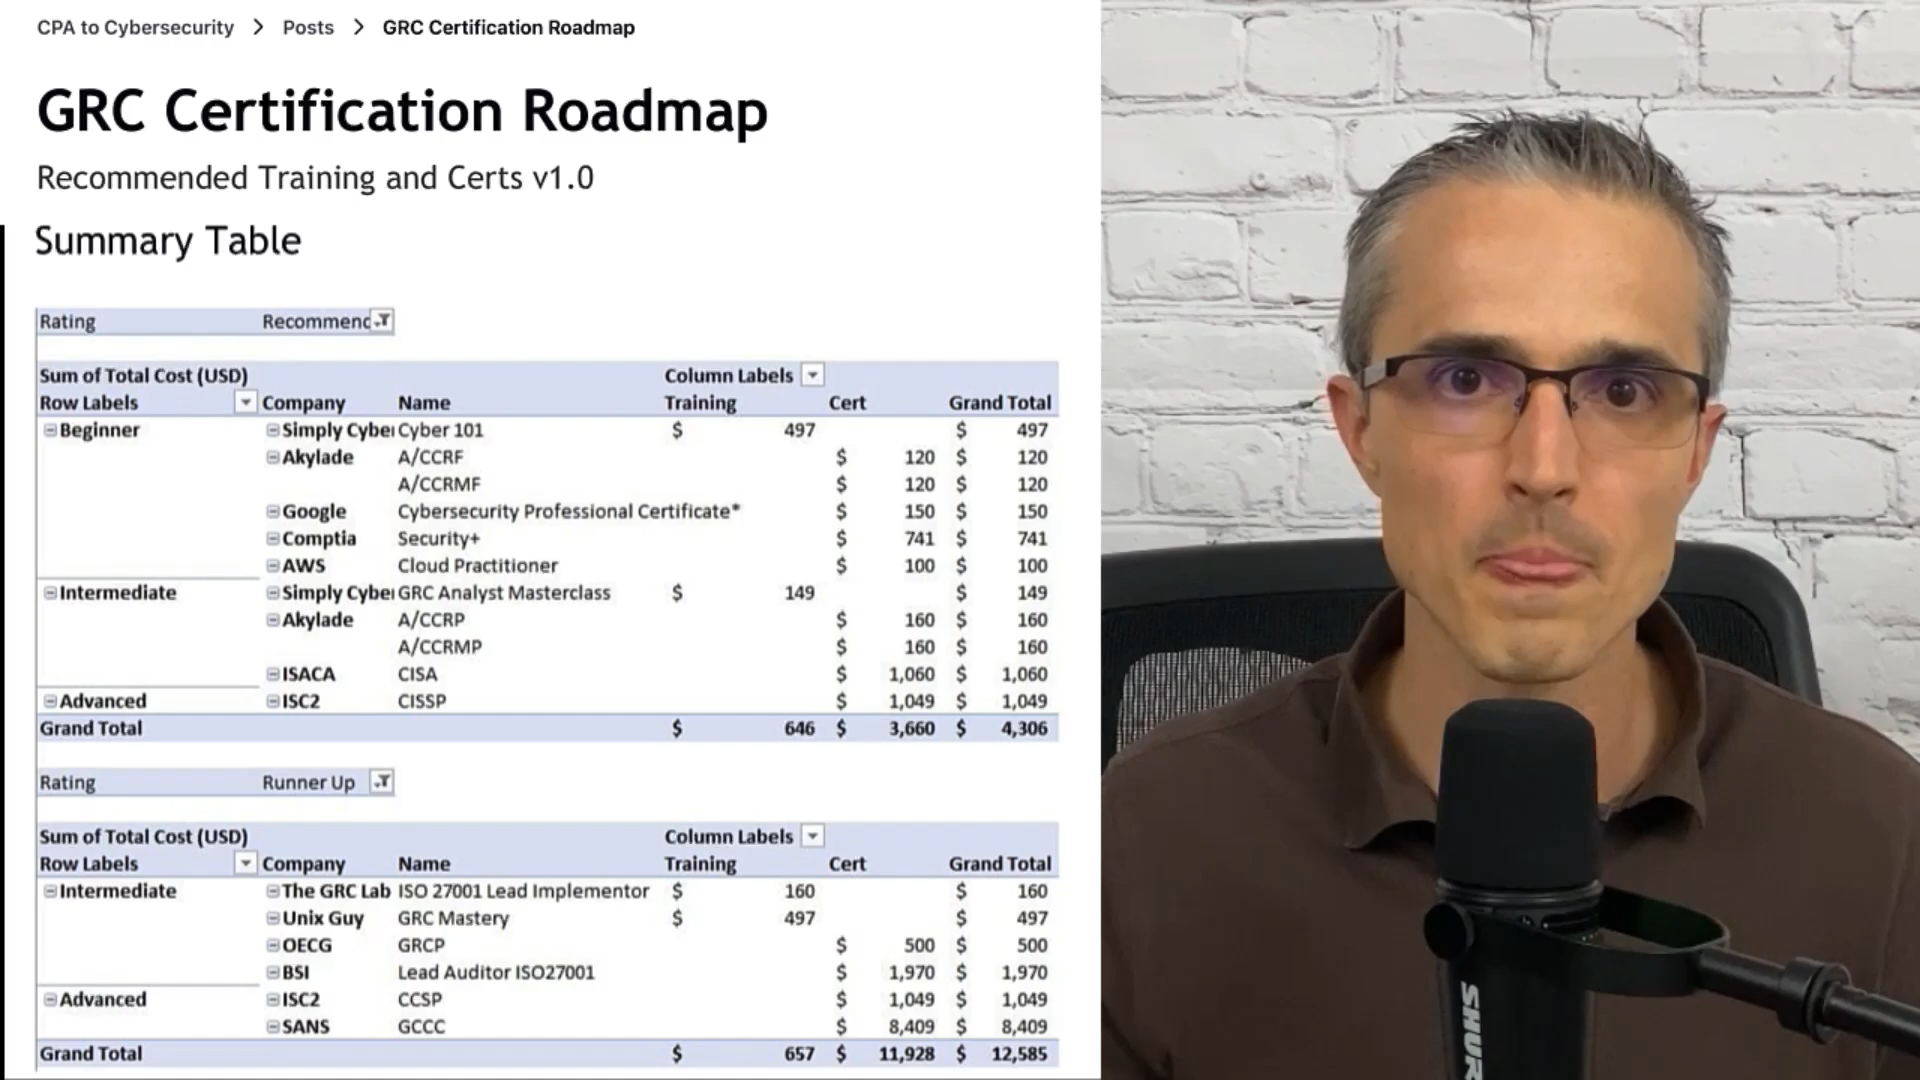 CPA to Cybersecurity > Posts > GRC Certification Roadmap
GRC Certification Roadmap
Recommended Training and Certs v1.0
Summary Table
Rating Recommend
Sum of Total Cost (USD) Column Labels
Row Labels Company Name Training Cert Grand Total
Beginner Simply Cyber Cyber 101 $ 497 $ 497
Akylade A/CCRF $ 120 $ 120
A/CCRMF $ 120 $ 120
Google Cybersecurity Professional Certificate* $ 150 $ 150
Comptia Security+ $ 741 $ 741
AWS Cloud Practitioner $ 100 $ 100
Intermediate Simply Cyber GRC Analyst Masterclass $ 149 $ 149
Akylade A/CCRP $ 160 $ 160
A/CCRMP $ 160 $ 160
ISACA CISA $ 1,060 $ 1,060
Advanced ISC2 CISSP $ 1,049 $ 1,049
Grand Total $ 646 $ 3,660 $ 4,306
Rating Runner Up
Sum of Total Cost (USD) Column Labels
Row Labels Company Name Training Cert Grand Total
Intermediate The GRC Lab ISO 27001 Lead Implementor $ 160 $ 160
Unix Guy GRC Mastery $ 497 $ 497
OECG GRCP $ 500 $ 500
BSI Lead Auditor ISO27001 $ 1,970 $ 1,970
Advanced ISC2 CCSP $ 1,049 $ 1,049
SANS GCCC $ 8,409 $ 8,409
Grand Total $ 657 $ 11,928 $ 12,585
SHUR